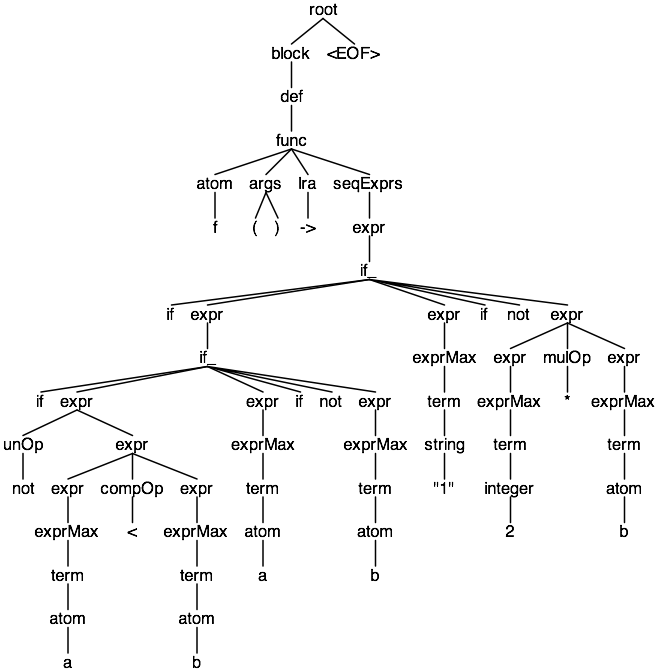 root
block <EOF>
def
func
atom args lra seqExprs
f ( ) -> expr
if_
if expr expr if not expr
if_ exprMax expr mulOp expr
if expr expr if not expr term exprMax * exprMax
unOp expr exprMax exprMax string term term
not expr compOp expr term term "1" integer atom
exprMax < exprMax atom atom 2 b
term term a b
atom atom
a b